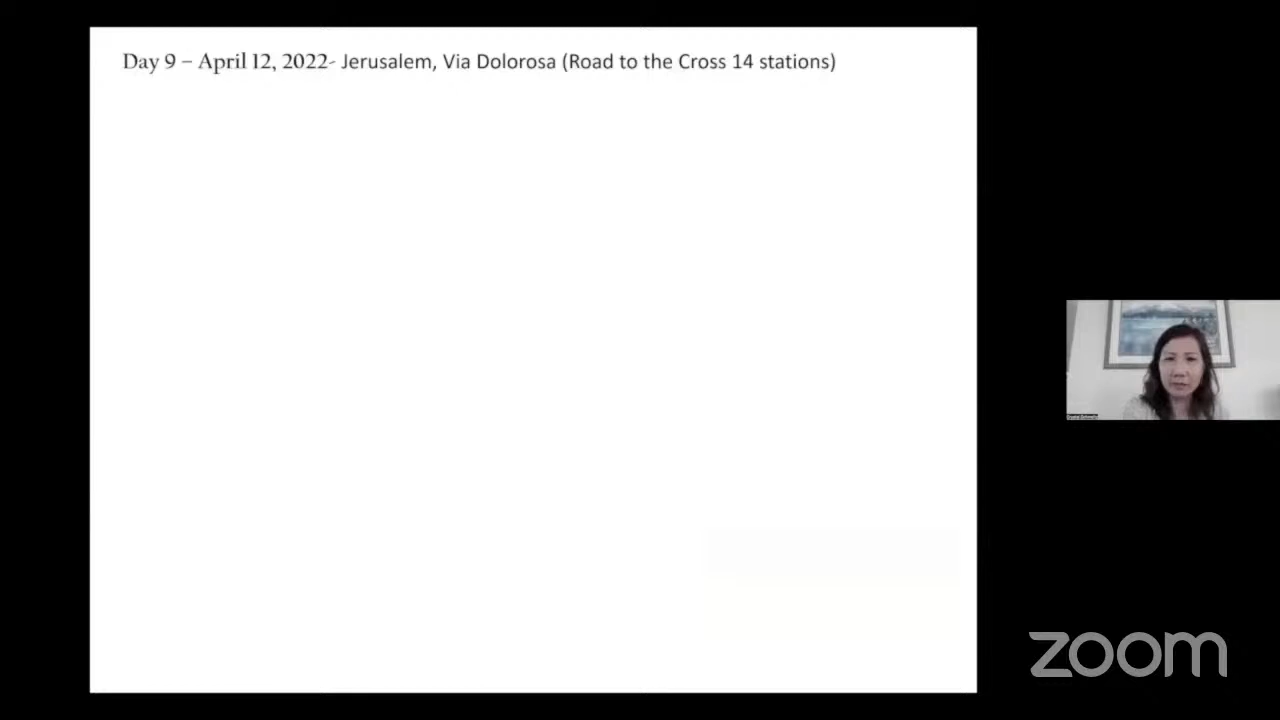 Day 9 – April 12, 2022- Jerusalem, Via Dolorosa (Road to the Cross 14 stations)
zoom